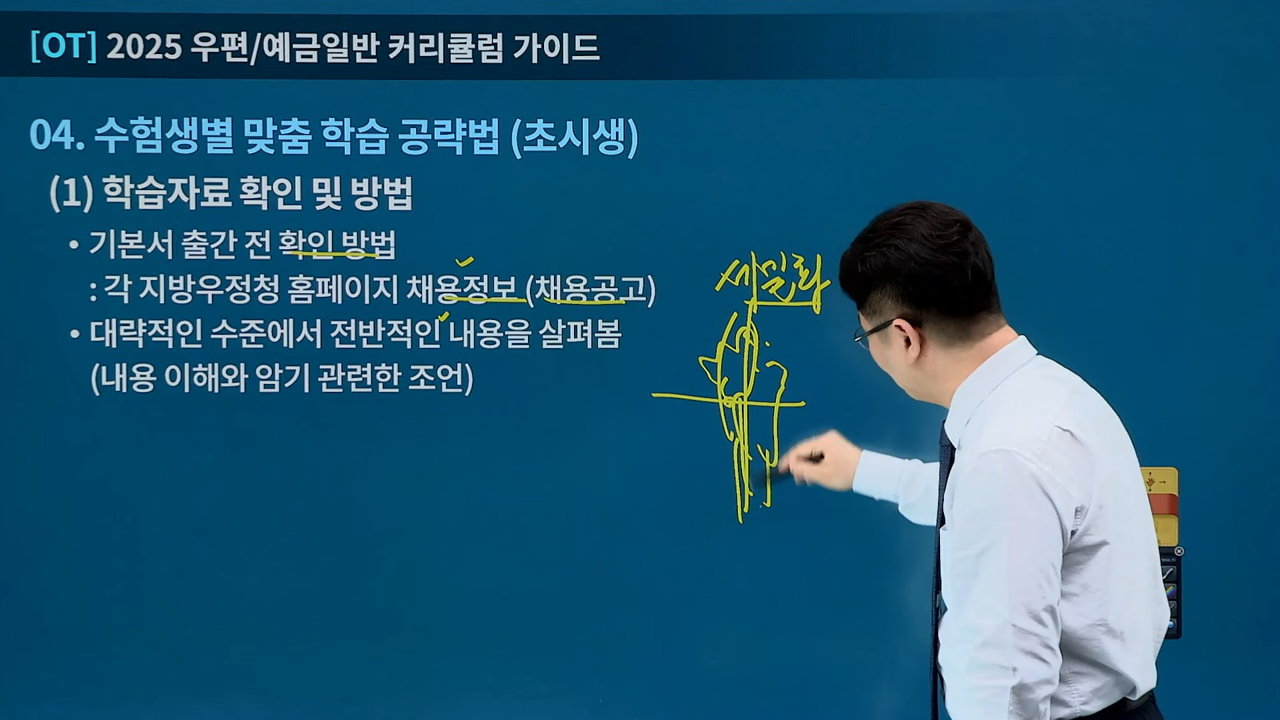 [OT] 2025 우편/예금일반 커리큘럼 가이드
04. 수험생별 맞춤 학습 공략법 (초시생)
(1) 학습자료 확인 및 방법
• 기본서 출간 전 확인 방법
: 각 지방우정청 홈페이지 채용정보 (채용공고)
• 대략적인 수준에서 전반적인 내용을 살펴봄
(내용 이해와 암기 관련한 조언)
세밀화